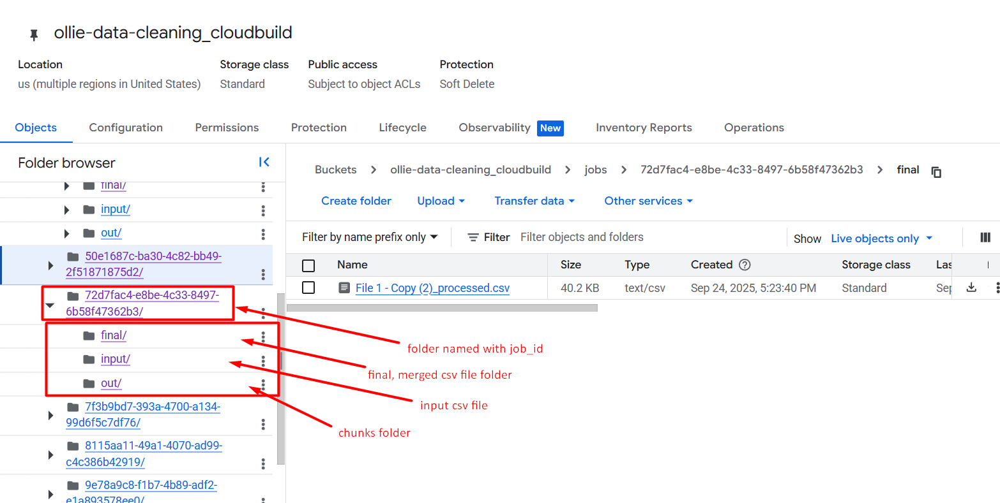 ollie-data-cleaning_cloudbuild
Location
Storage class
Public access
Protection
us (multiple regions in United States)
Standard
Subject to object ACLs
Soft Delete
Objects
Configuration
Permissions
Protection
Lifecycle
Observability
New
Inventory Reports
Operations
Folder browser
final/
input/
out/
50e1687c-ba30-4c82-bb49-
2f51871875d2/
72d7fac4-e8be-4c33-8497-
6b58f47362b3/
final/
input/
out/
7f3b9bd7-393a-4700-a134-
99d6f5c7df76/
8115aa11-49a1-4070-ad99-
c4c386b42919/
9e78a9c8-f1b7-4b89-adf2-
e1a893578ee0/
Buckets
ollie-data-cleaning_cloudbuild
jobs
72d7fac4-e8be-4c33-8497-6b58f47362b3
final
Create folder
Upload
Transfer data
Other services
Filter by name prefix only
Filter
Filter objects and folders
Show
Live objects only
Name
Size
Type
Created
Storage class
Las
File 1 - Copy (2)_processed.csv
40.2 KB
text/csv
Sep 24, 2025, 5:23:40 PM
Standard
Sep
folder named with job_id
final, merged csv file folder
input csv file
chunks folder